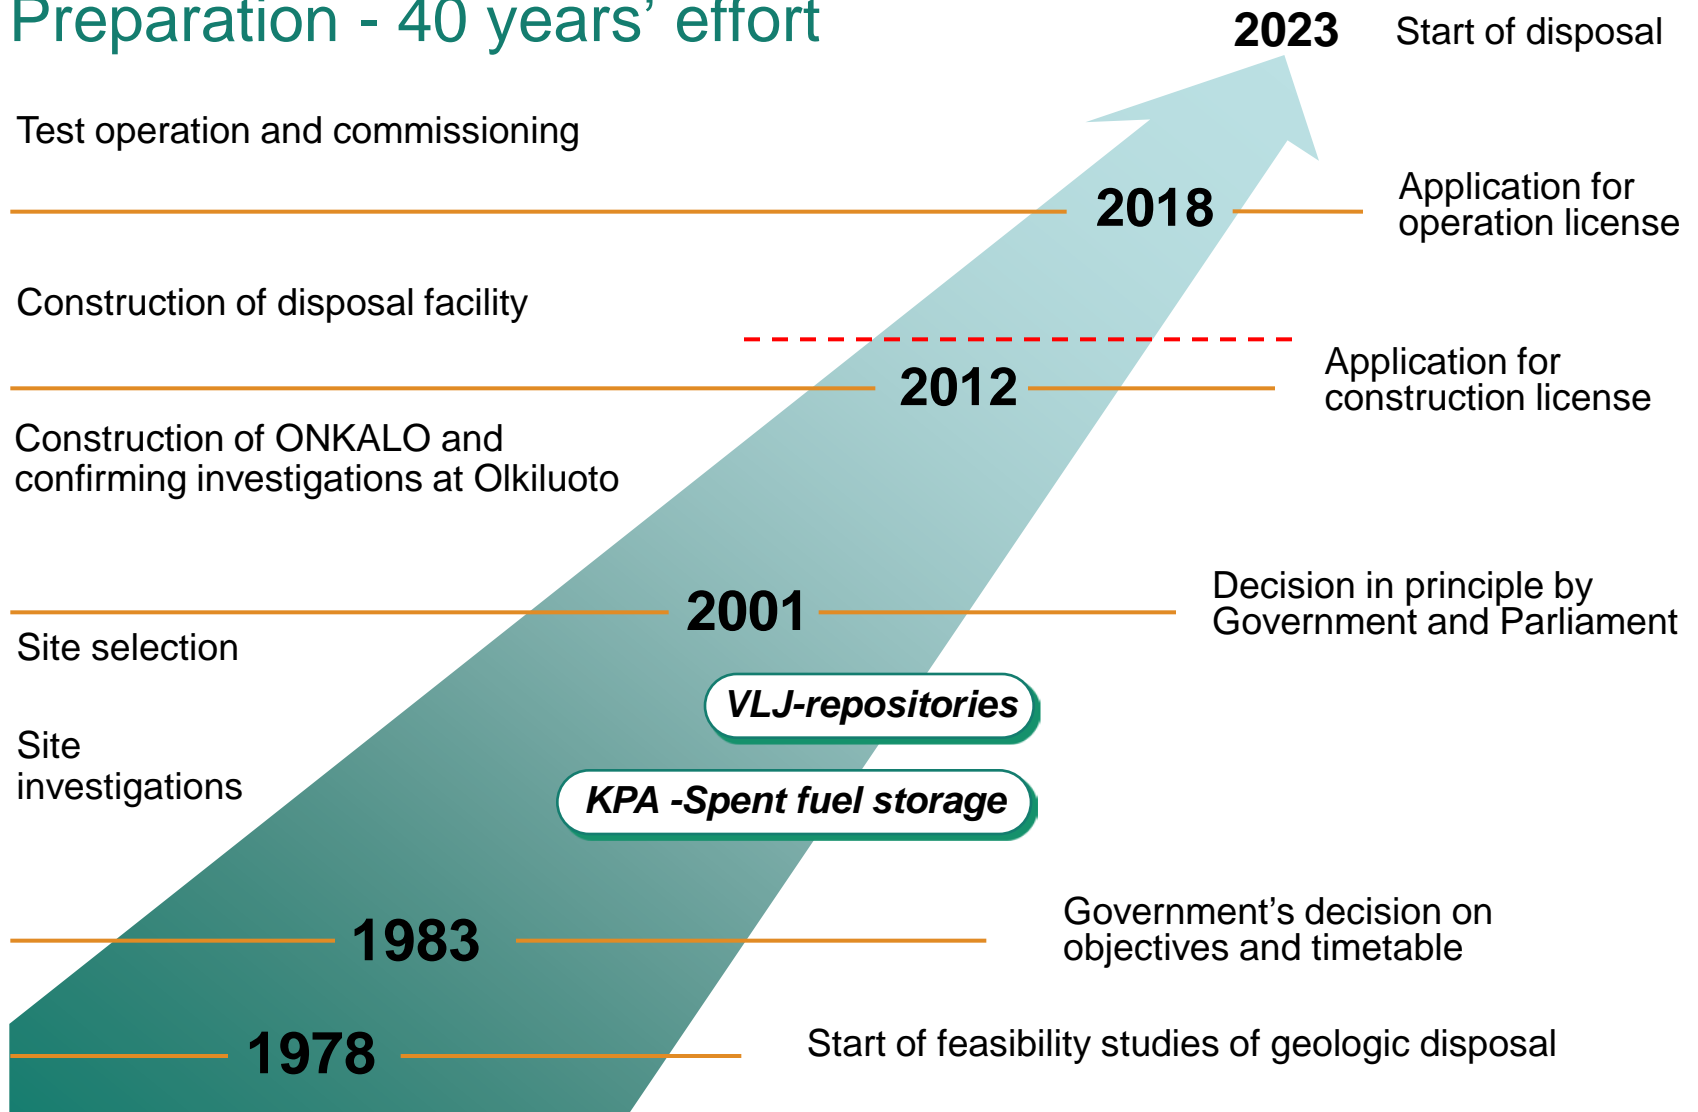 Preparation - 40 years’ effort
2023
Start of disposal
Test operation and commissioning
2018
Application for
operation license
Construction of disposal facility
2012
Application for
construction license
Construction of ONKALO and
confirming investigations at Olkiluoto
2001
Decision in principle by
Government and Parliament
Site selection
VLJ-repositories
Site
investigations
KPA -Spent fuel storage
1983
Government’s decision on
objectives and timetable
1978
Start of feasibility studies of geologic disposal